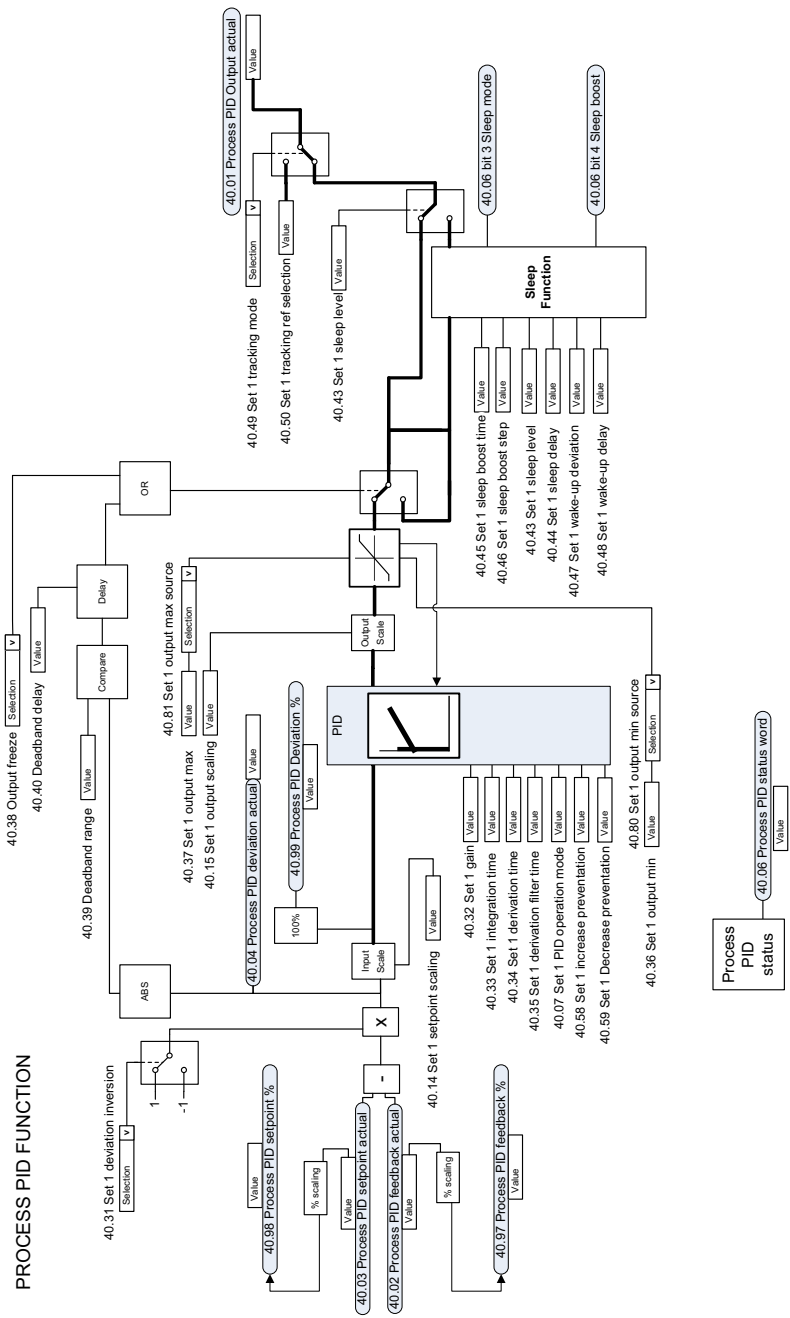 PROCESS PID FUNCTION
40.31 Set 1 deviation inversion
Selection
v
1
-1
40.98 Process PID setpoint %
Value
% scaling
40.03 Process PID setpoint actual
Value
40.02 Process PID feedback actual
Value
% scaling
40.97 Process PID feedback %
Value
-
X
ABS
40.04 Process PID deviation actual
Value
Input
Scale
40.14 Set 1 setpoint scaling
Value
100%
40.99 Process PID Deviation %
Value
40.38 Output freeze
Selection
v
40.40 Deadband delay
Value
40.39 Deadband range
Value
Compare
Delay
OR
40.81 Set 1 output max source
40.37 Set 1 output max
Value
Selection
v
40.15 Set 1 output scaling
Value
PID
Output
Scale
40.32 Set 1 gain
Value
40.33 Set 1 integration time
Value
40.34 Set 1 derivation time
Value
40.35 Set 1 derivation filter time
Value
40.07 Set 1 PID operation mode
Value
40.58 Set 1 increase preventation
Value
40.59 Set 1 Decrease preventation
Value
40.80 Set 1 output min source
40.36 Set 1 output min
Value
Selection
v
40.49 Set 1 tracking mode
Selection
v
40.50 Set 1 tracking ref selection
Value
40.43 Set 1 sleep level
Value
40.01 Process PID Output actual
Value
40.45 Set 1 sleep boost time
Value
40.46 Set 1 sleep boost step
Value
40.43 Set 1 sleep level
Value
40.44 Set 1 sleep delay
Value
40.47 Set 1 wake-up deviation
Value
40.48 Set 1 wake-up delay
Value
Sleep
Function
40.06 bit 3 Sleep mode
40.06 bit 4 Sleep boost
Process
PID
status
40.06 Process PID status word
Value